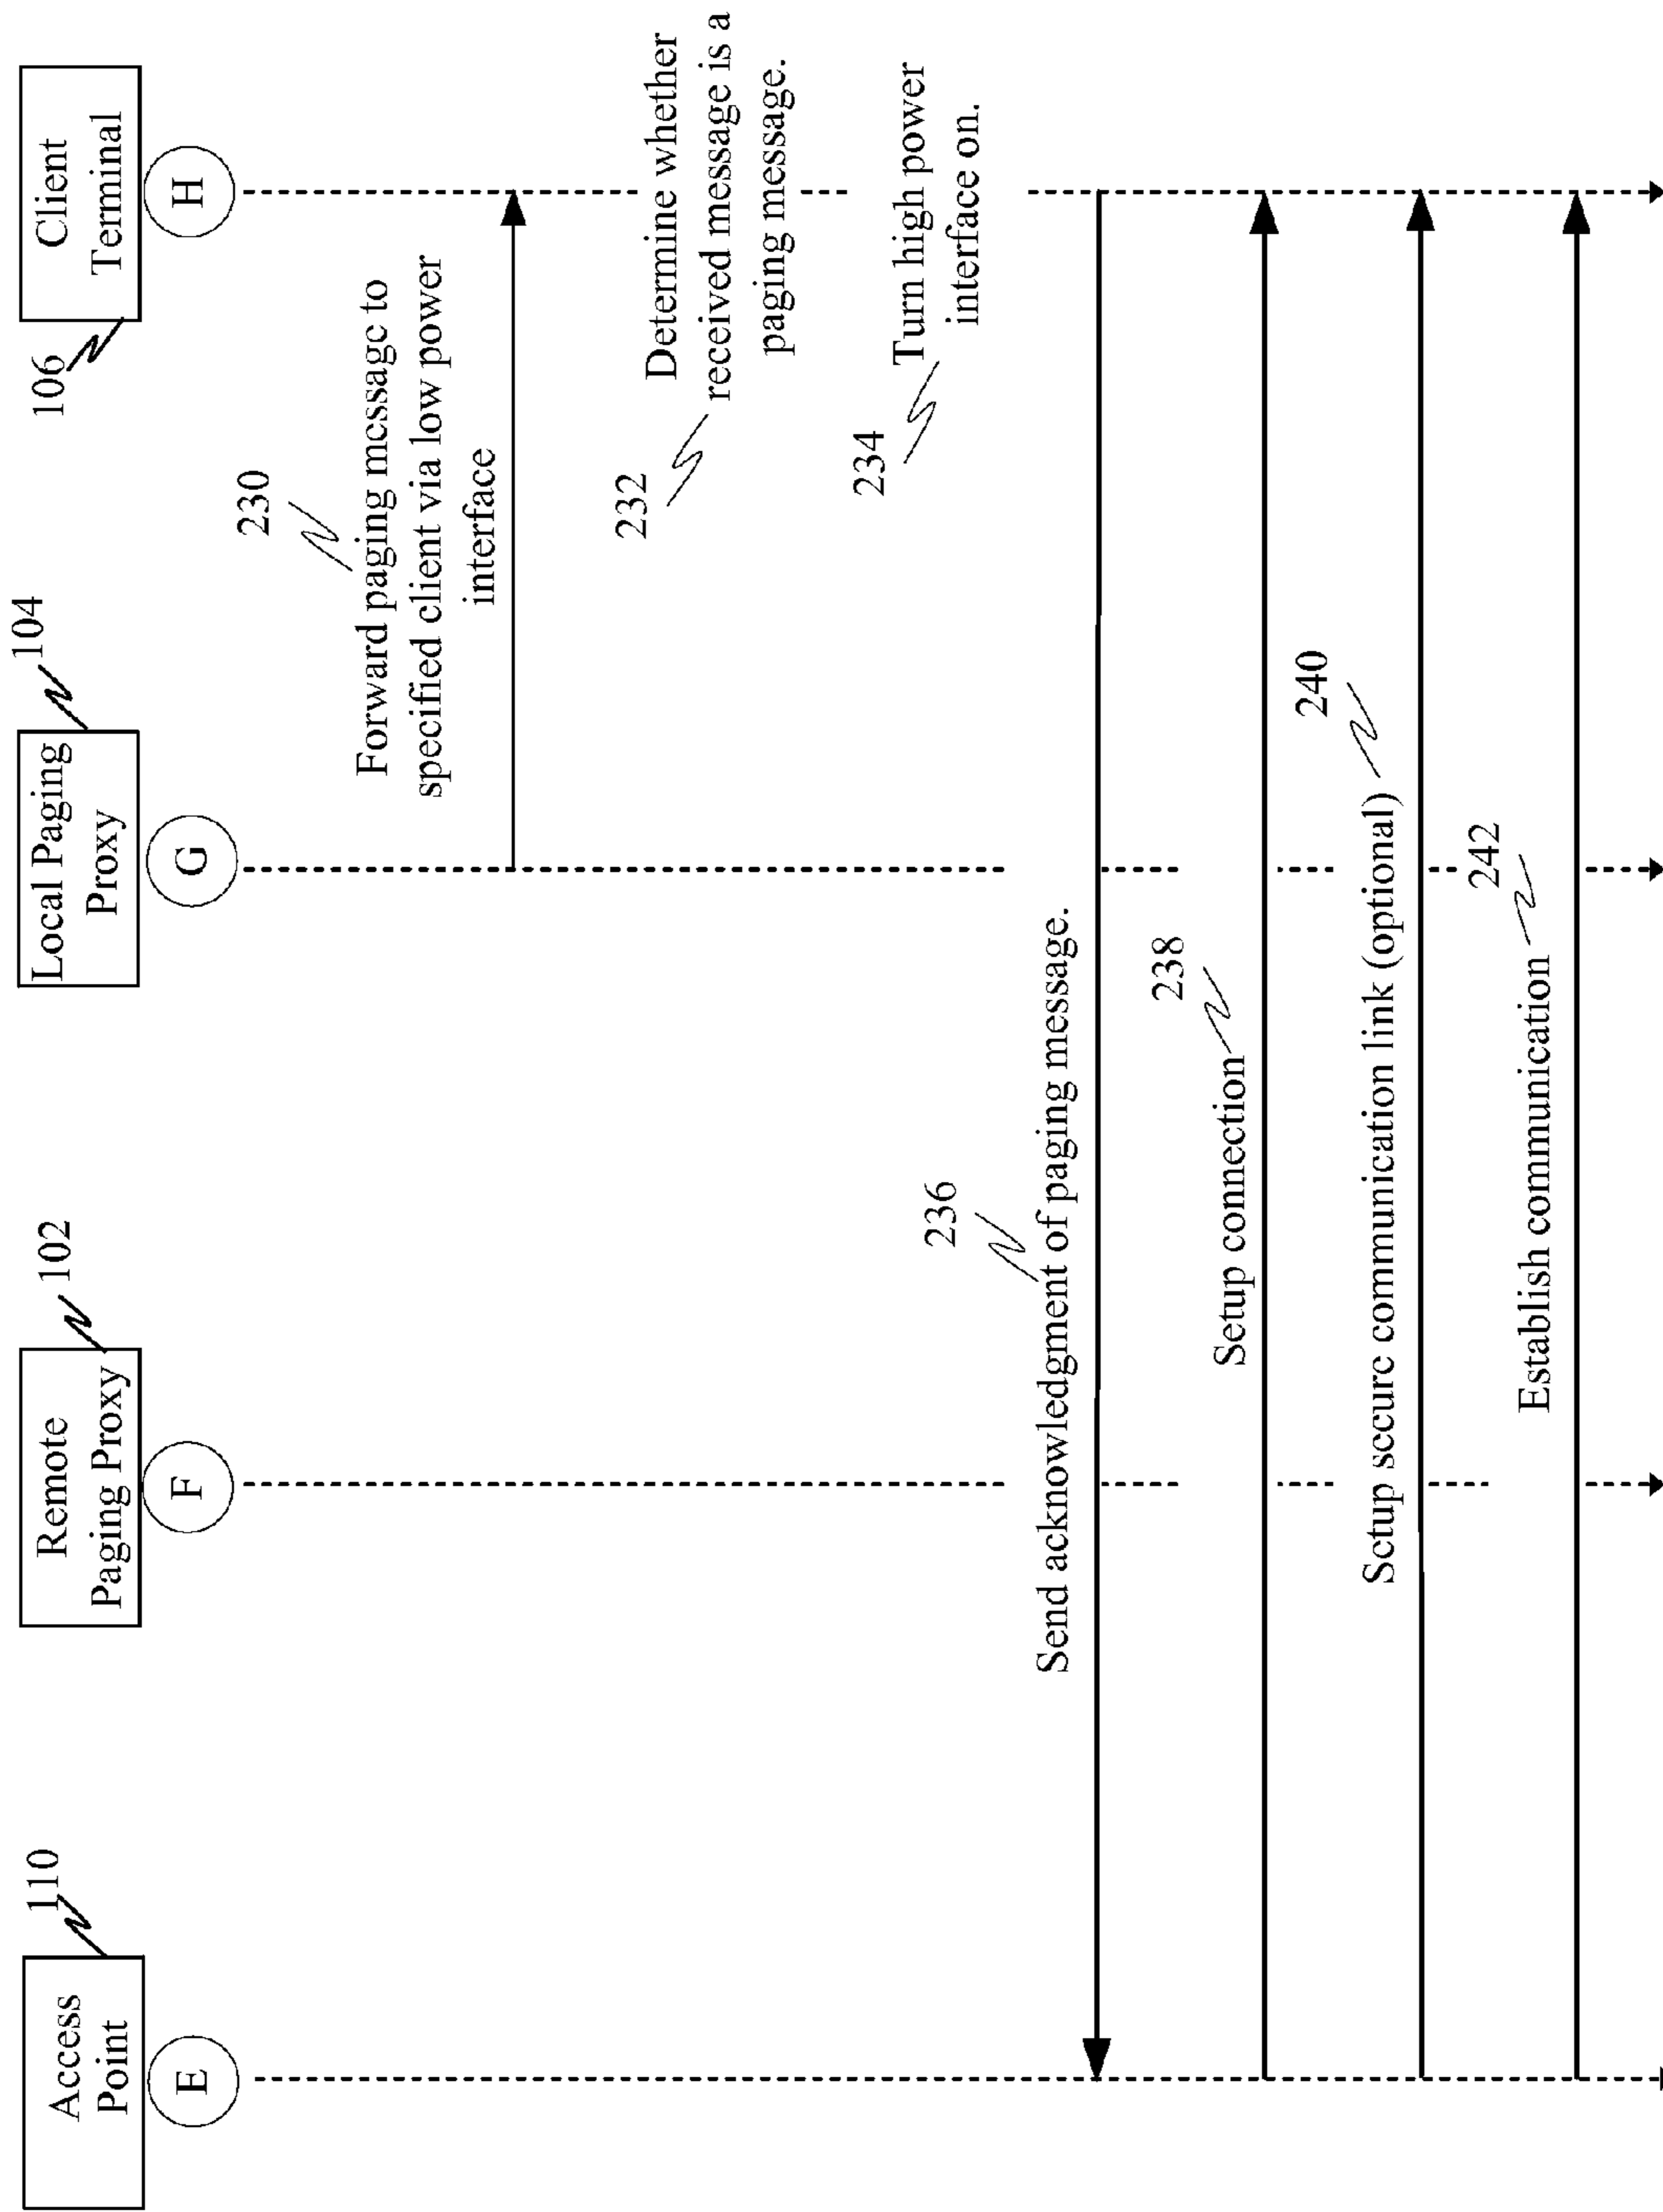 Access
Point
110
E
Remote
Paging Proxy
102
F
Local Paging
Proxy
104
G
Client
Terminal
106
H
230
Forward paging message to
specified client via low power
interface
232
Determine whether
received message is a
paging message.
234
Turn high power
interface on.
236
Send acknowledgment of paging message.
238
Setup connection
240
Setup secure communication link (optional)
242
Establish communication